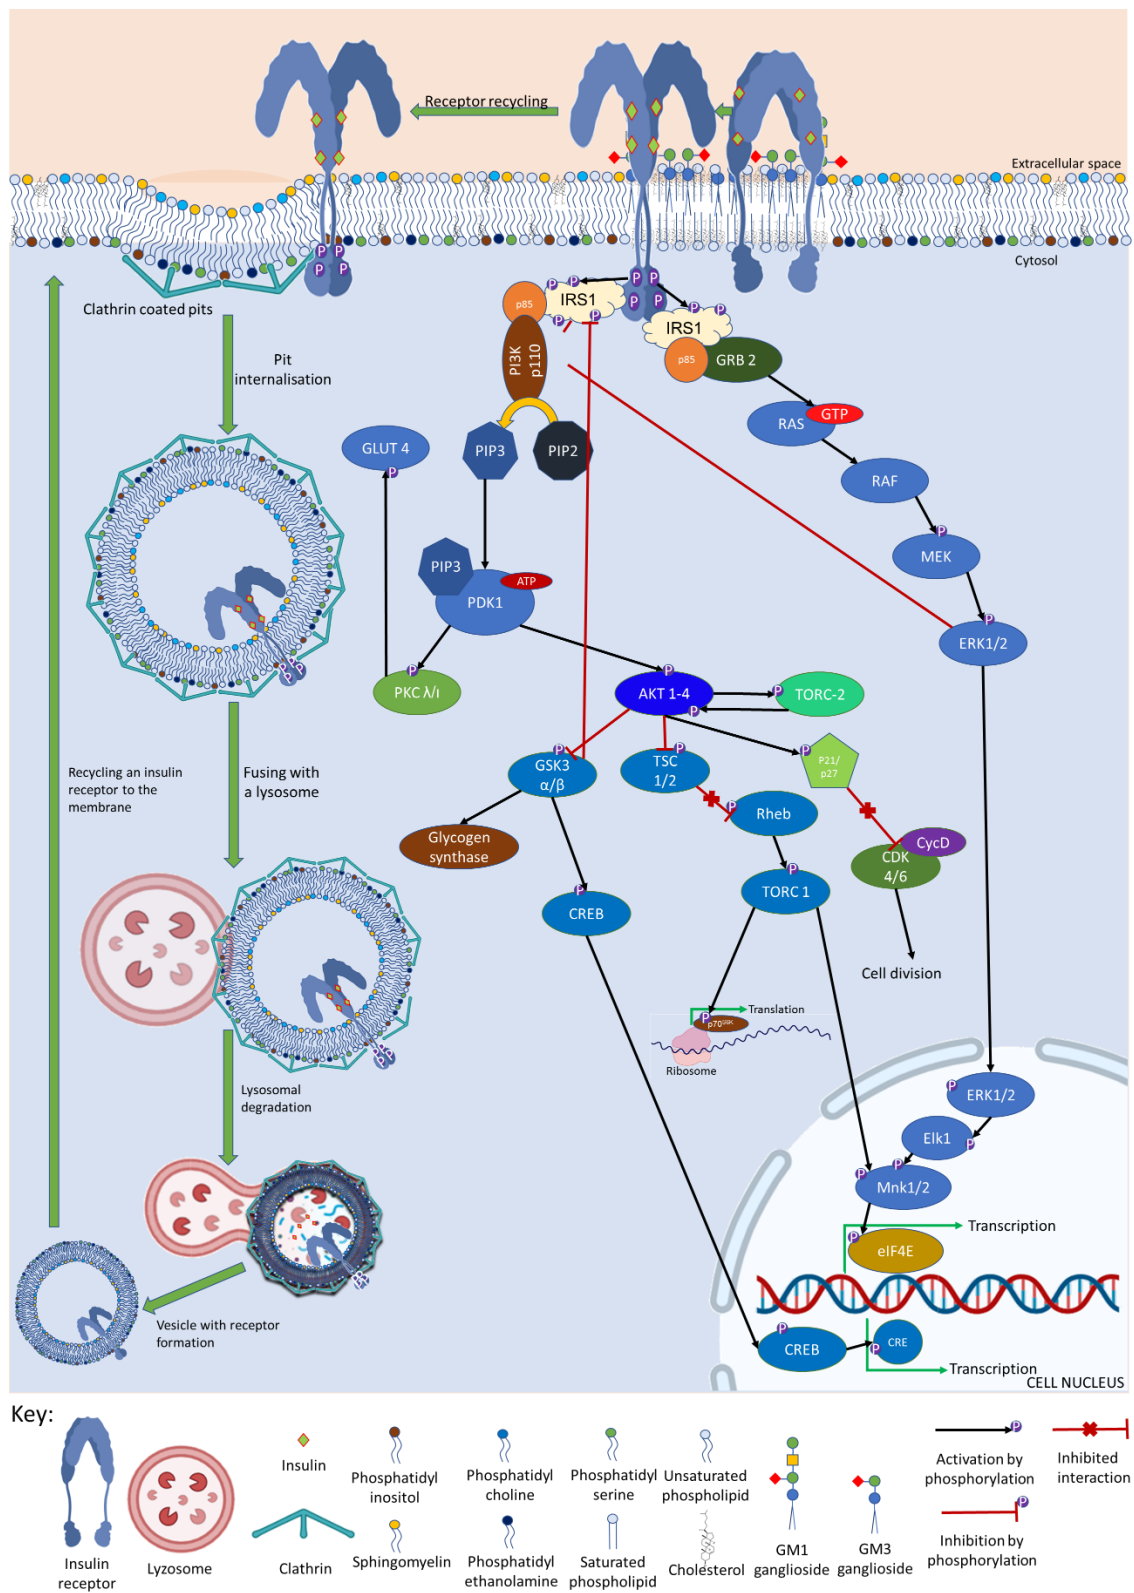 Receptor recycling
Extracellular space
Cytosol
P P
P P
Clathrin coated pits
P P
P P
P P
IRS1
P P
p85
P P
IRS1
p85
GRB 2
PI3K
p110
Pit
internalisation
RAS
GTP
GLUT 4
P
PIP3
PIP2
RAF
P
MEK
PIP3
ATP
PDK1
P
ERK1/2
P
PKC λ/ι
P
AKT 1-4
P
P
TORC-2
P
GSK3
α/β
P
TSC
1/2
P
P21/
p27
Recycling an insulin
receptor to the
membrane
Fusing with
a lysosome
P
Rheb
Glycogen
synthase
CycD
CDK
4/6
P
TORC 1
P
CREB
Cell division
Translation
P
p70S6K
Ribosome
Lysosomal
degradation
P
ERK1/2
Elk1
P
P
P
Mnk1/2
Transcription
P
eIF4E
Vesicle with receptor
formation
P
CREB
CRE
P
Transcription
CELL NUCLEUS
Key:
Insulin
receptor
Lyzosome
Insulin
Clathrin
Phosphatidyl
inositol
Sphingomyelin
Phosphatidyl
choline
Phosphatidyl
ethanolamine
Phosphatidyl
serine
Saturated
phospholipid
Unsaturated
phospholipid
Cholesterol
GM1
ganglioside
GM3
ganglioside
P
Activation by
phosphorylation
P
Inhibition by
phosphorylation
Inhibited
interaction